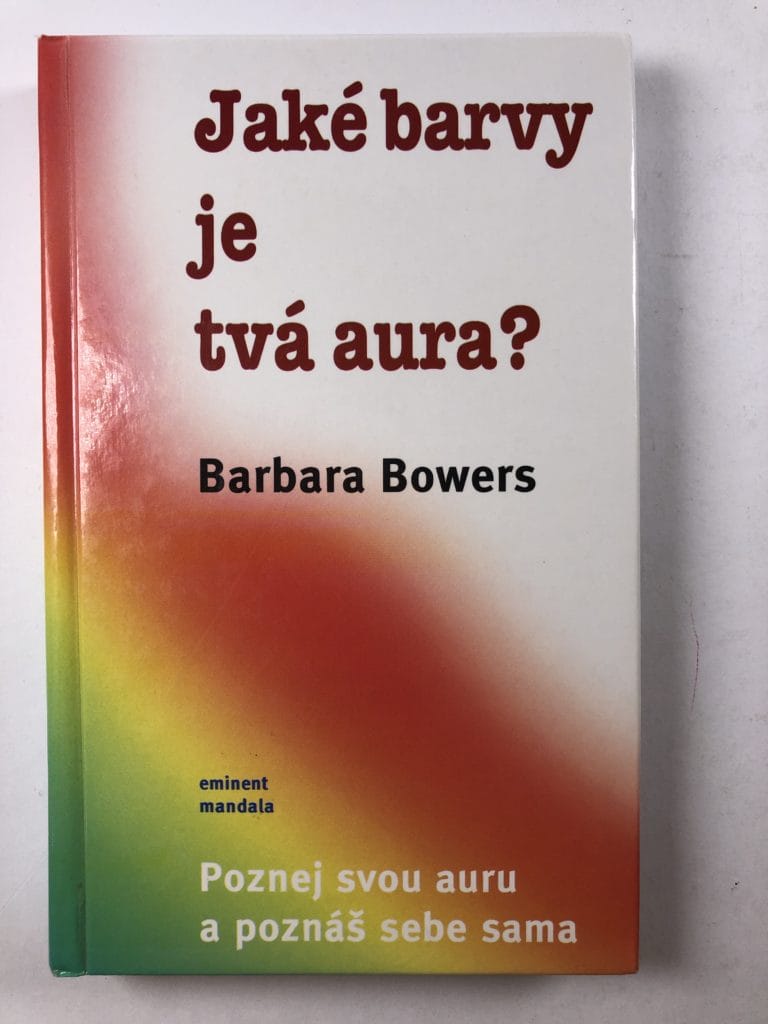 Jaké barvy
je
tvá aura?
Barbara Bowers
eminent
mandala
Poznej svou auru
a poznáš sebe sama